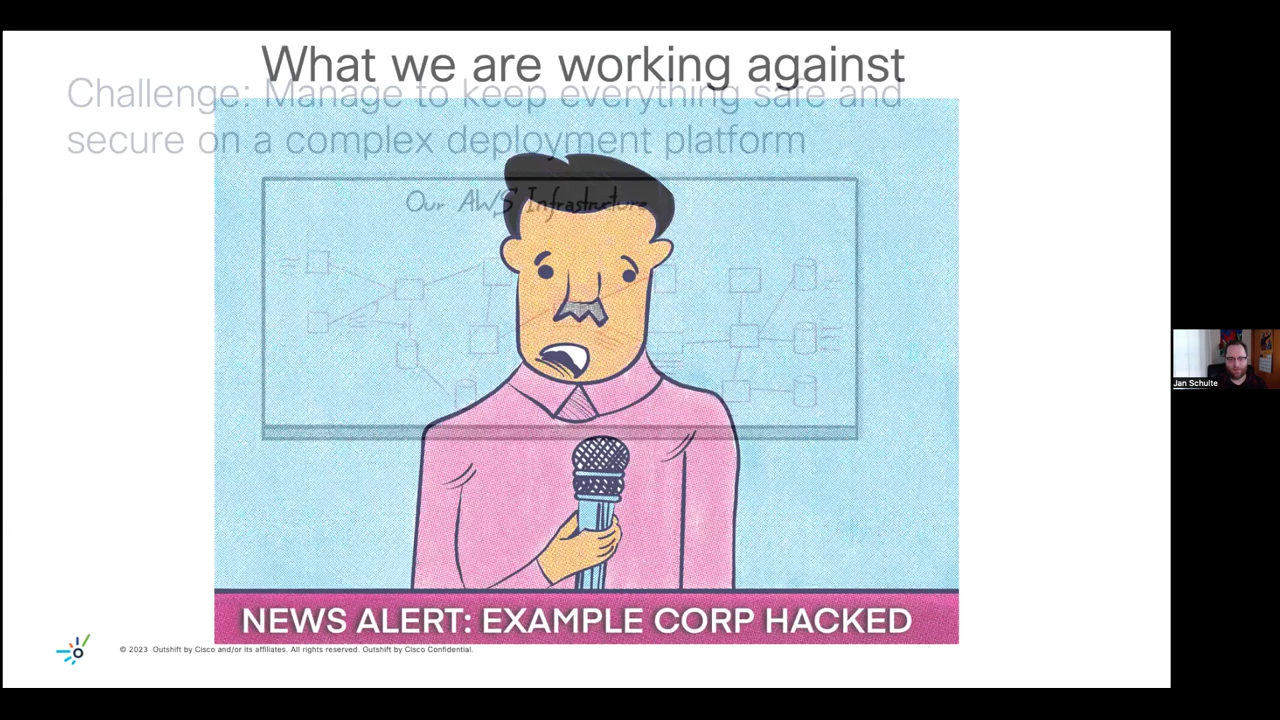 What we are working against
Challenge: Manage to keep everything safe and
secure on a complex deployment platform
Our AWS Infrastructure
NEWS ALERT: EXAMPLE CORP HACKED
© 2023 Outshift by Cisco and/or its affiliates. All rights reserved. Outshift by Cisco Confidential.
Jan Schulte